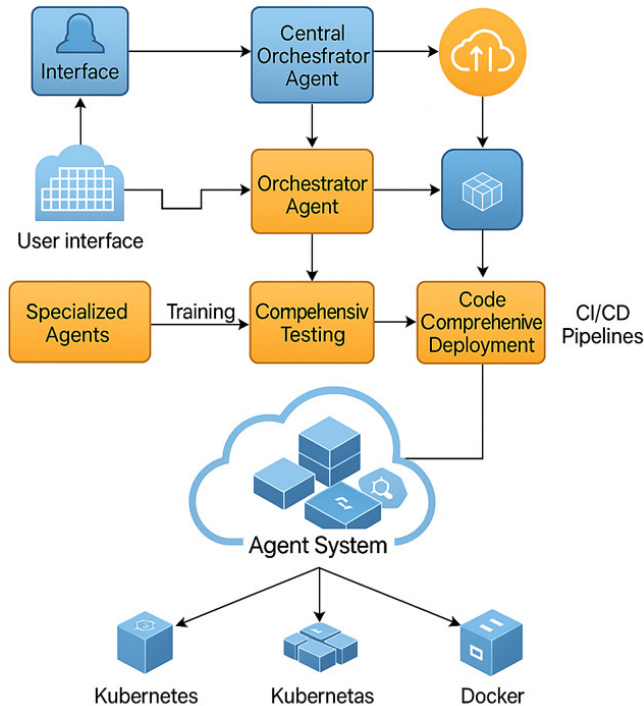 Interface
Central
Orchesfrator
Agent
User interface
Orchestrator
Agent
Specialized
Agents
Training
Compehensiv
Testing
Code
Comprehenive
Deployment
CI/CD
Pipelines
Agent System
Kubernetes
Kubernetas
Docker